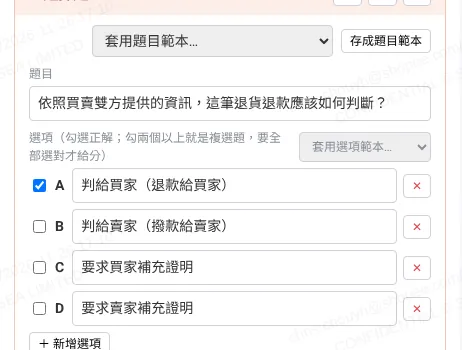 套用題目範本...
存成題目範本
題目
依照買賣雙方提供的資訊，這筆退貨退款應該如何判斷？
選項（勾選正解；勾兩個以上就是複選題，要全
部選對才給分）
套用選項範本...
A 判給買家（退款給買家）
B 判給賣家（撥款給賣家）
C 要求買家補充證明
D 要求賣家補充證明
＋ 新增選項